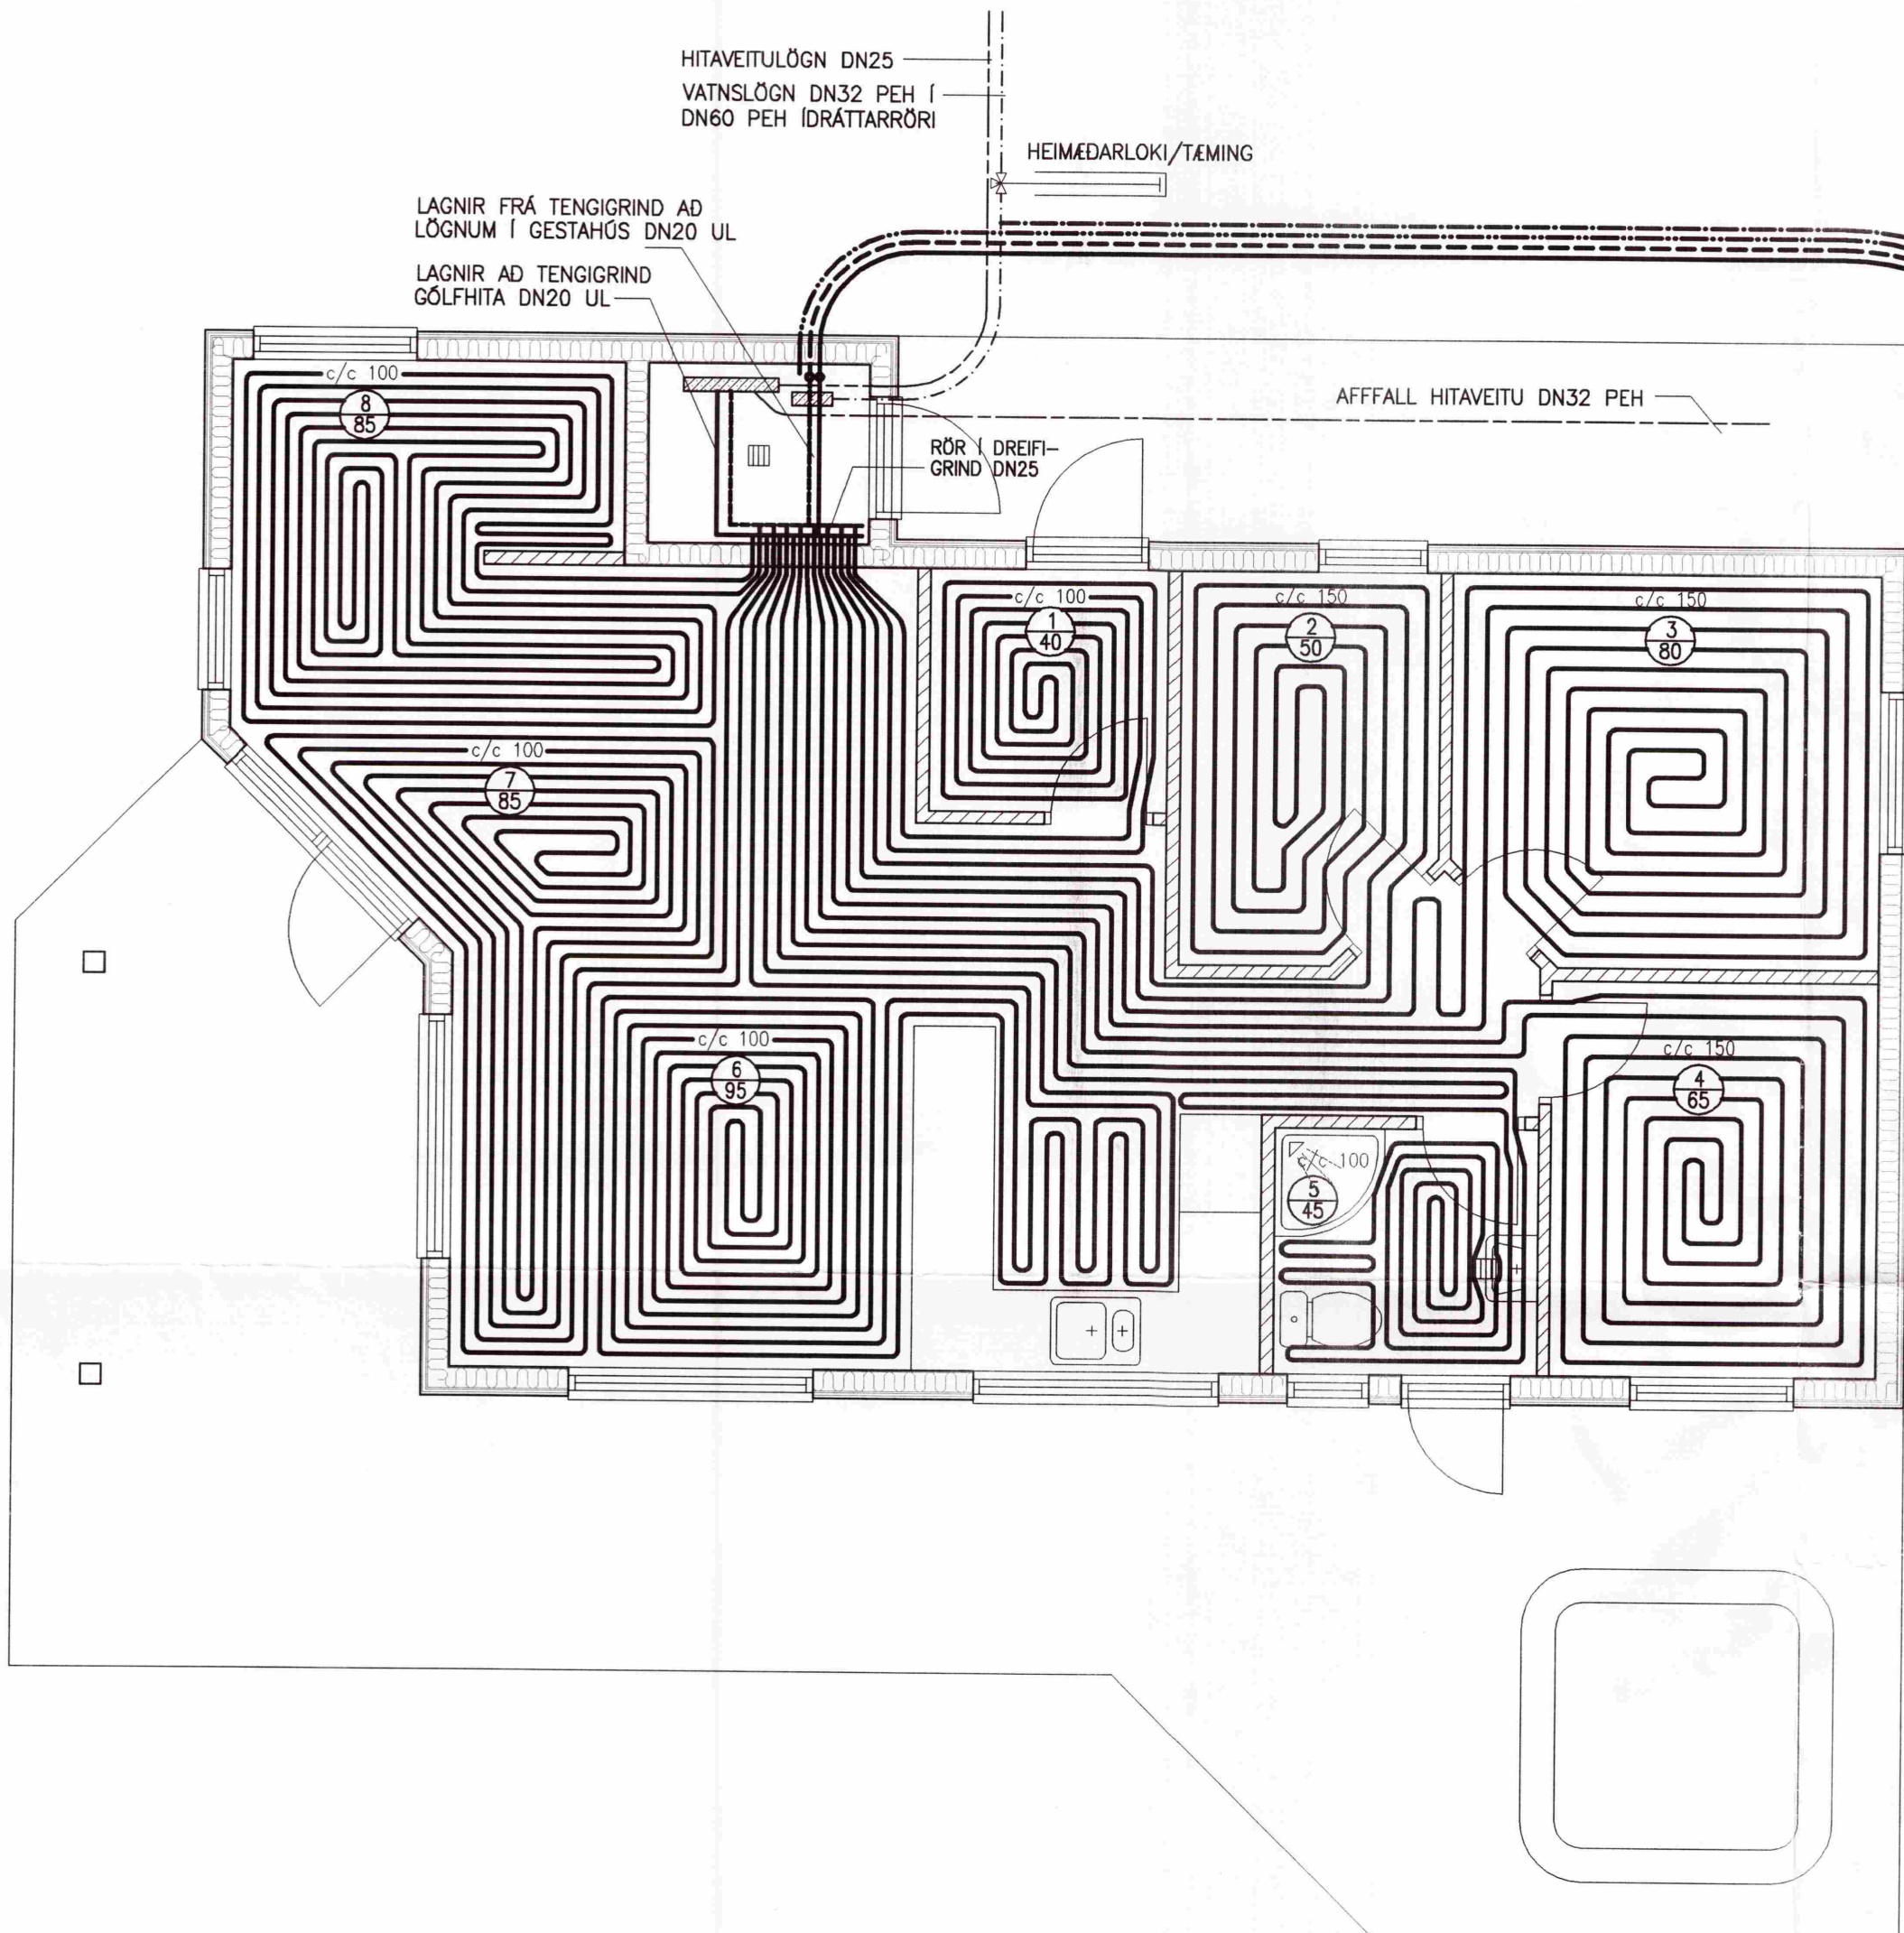 HITAVEITULÖGN DN25
VATNSLÖGN DN32 PEH Í
DN60 PEH ÍDRÁTTARRÖRI
HEIMÆÐARLOKI/TÆMING
LAGNIR FRÁ TENGIGRIND AÐ
LÖGNUM Í GESTAHÚS DN20 UL
LAGNIR AÐ TENGIGRIND
GÓLFHITA DN20 UL
AFFFALL HITAVEITU DN32 PEH
RÖR Í DREIFI-
GRIND DN25
c/c 100
8
85
c/c 100
1
40
c/c 150
2
50
c/c 150
3
80
c/c 100
7
85
c/c 100
6
95
c/c 150
4
65
c/c 100
5
45